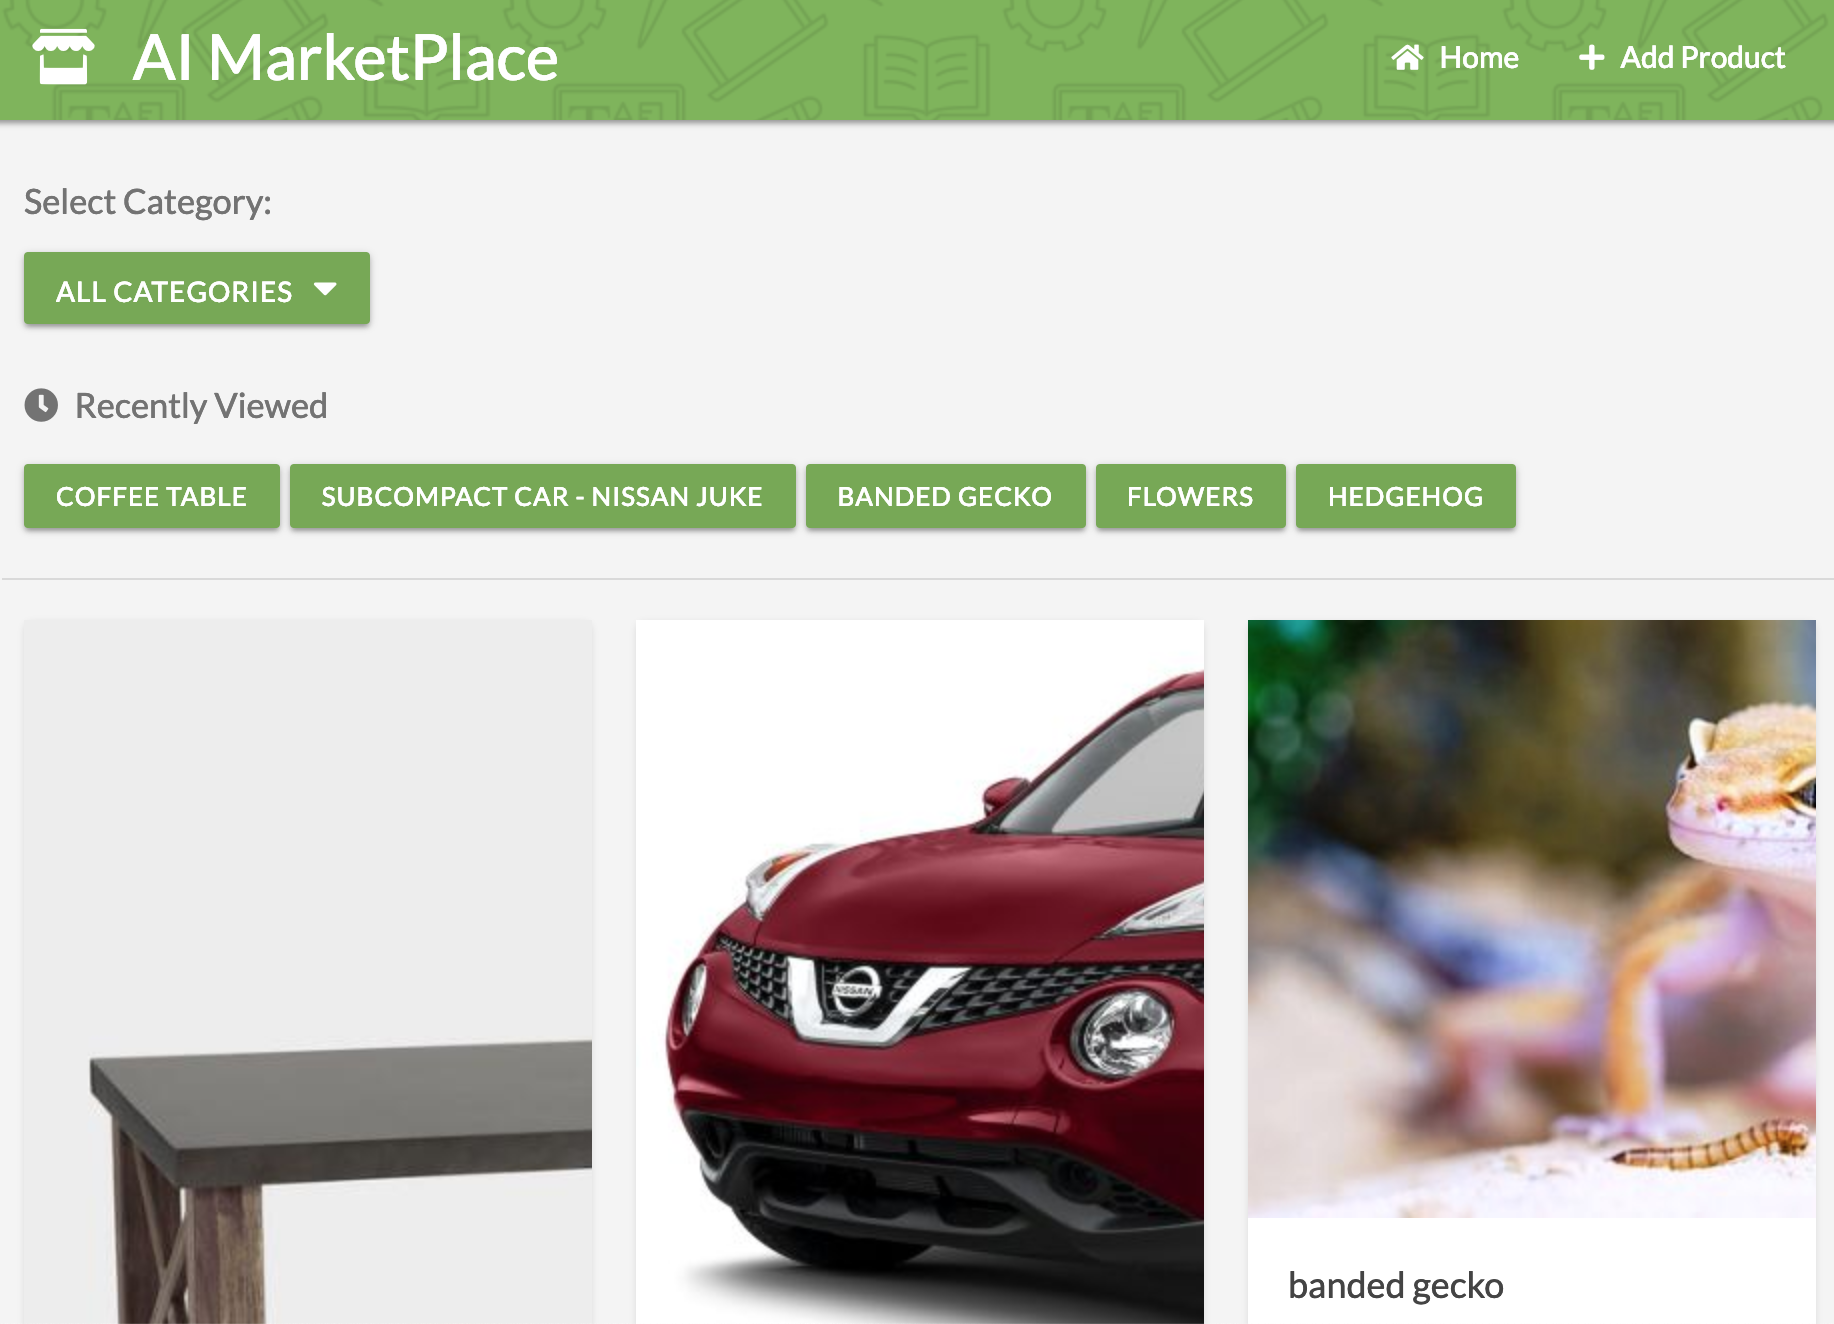 AI MarketPlace
Home
Add Product
Select Category:
ALL CATEGORIES
Recently Viewed
COFFEE TABLE
SUBCOMPACT CAR - NISSAN JUKE
BANDED GECKO
FLOWERS
HEDGEHOG
NISSAN
banded gecko